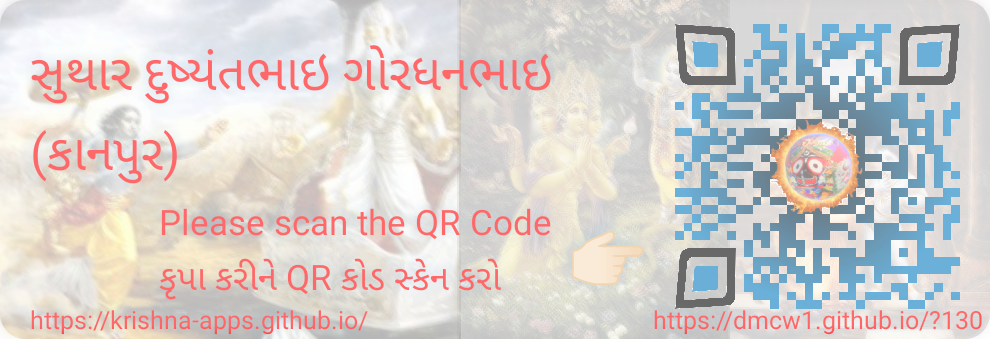 સુથાર દુષ્યંતભાઇ ગોરધનભાઇ
(કાનપુર)
Please scan the QR Code
કૃપા કરીને QR કોડ સ્કેન કરો
https://krishna-apps.github.io/
https://dmcw1.github.io/?130